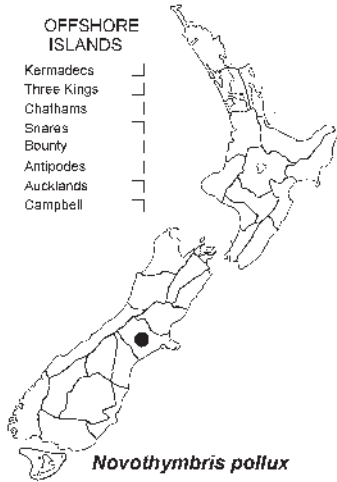 OFFSHORE
ISLANDS
Kermadecs
Three Kings
Chathams
Snares
Bounty
Antipodes
Aucklands
Campbell
Novothymbris pollux